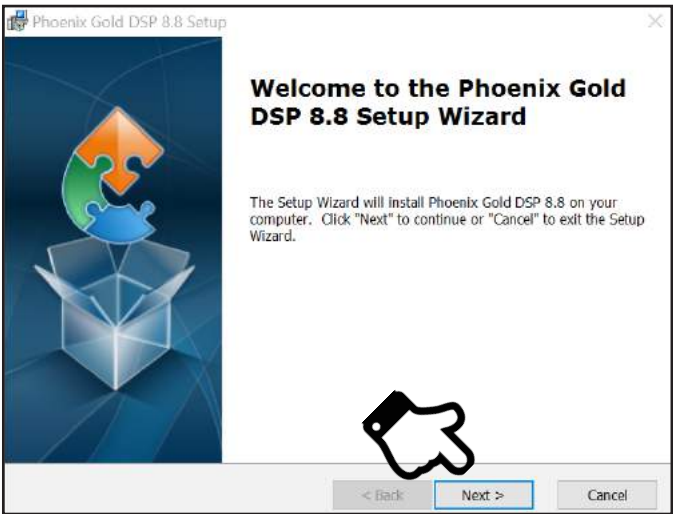 Phoenix Gold DSP 8.8 Setup
Welcome to the Phoenix Gold
DSP 8.8 Setup Wizard
The Setup Wizard will install Phoenix Gold DSP 8.8 on your
computer. Click "Next" to continue or "Cancel" to exit the Setup
Wizard.
< Back Next > Cancel